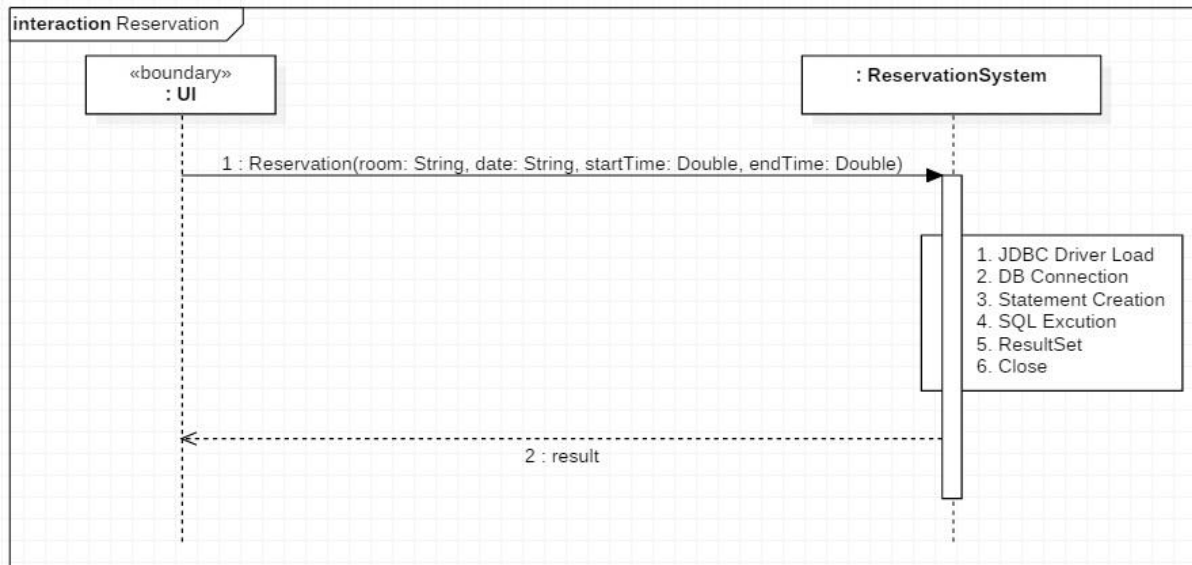 interaction Reservation
«boundary»
: UI
: ReservationSystem
1 : Reservation(room: String, date: String, startTime: Double, endTime: Double)
1. JDBC Driver Load
2. DB Connection
3. Statement Creation
4. SQL Excution
5. ResultSet
6. Close
2 : result